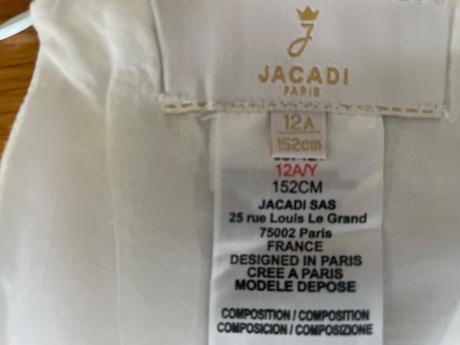 J
JACADI
PARIS
12A
152cm
12A/Y
152CM
JACADI SAS
25 rue Louis Le Grand
75002 Paris
FRANCE
DESIGNED IN PARIS
CREE A PARIS
MODELE DEPOSE
COMPOSITION / COMPOSITION
COMPOSICION / COMPOSIZIONE